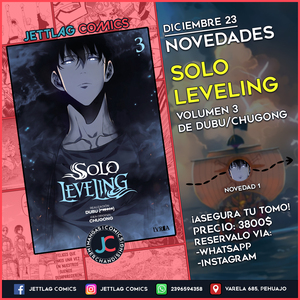 JETTLAG COMICS
3
SOLO
LEVELING
DUBU
CHUGONG
JC
DICIEMBRE 23
NOVEDADES
SOLO
LEVELING
VOLUMEN 3
DE DUBU/CHUGONG
NOVEDAD 1
¡ASEGURA TU TOMO!
PRECIO: 3800$
RESERVALO VIA:
-WHATSAPP
-INSTAGRAM
JETTLAG COMICS
JETTLAG COMICS
2396594358
VARELA 685, PEHUAJO